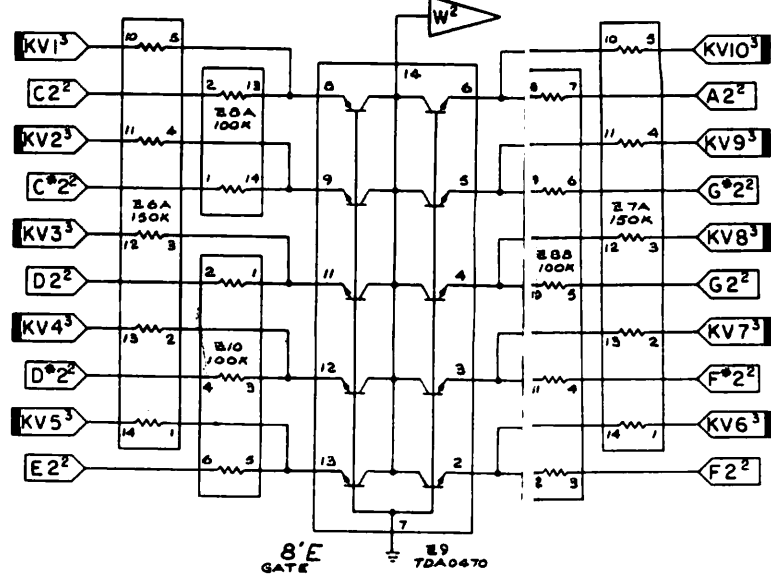 W²
KV1³ 10 5 14 10 5 KV10³
C2² 2 13 8 6 8 7 A2²
Z8A
100K
KV2³ 11 4 11 4 KV9³
C#2² 1 14 9 5 9 6 G#2²
Z6A
150K
Z7A
150K
KV3³ 12 3 12 3 KV8³
Z8B
100K
D2² 2 1 11 4 10 5 G2²
KV4³ 13 2 13 2 KV7³
Z10
100K
D#2² 4 3 12 3 11 4 F#2²
KV5³ 14 1 14 1 KV6³
E2² 6 5 13 2 2 3 F2²
7
8'E
GATE
Z9
TDA0470